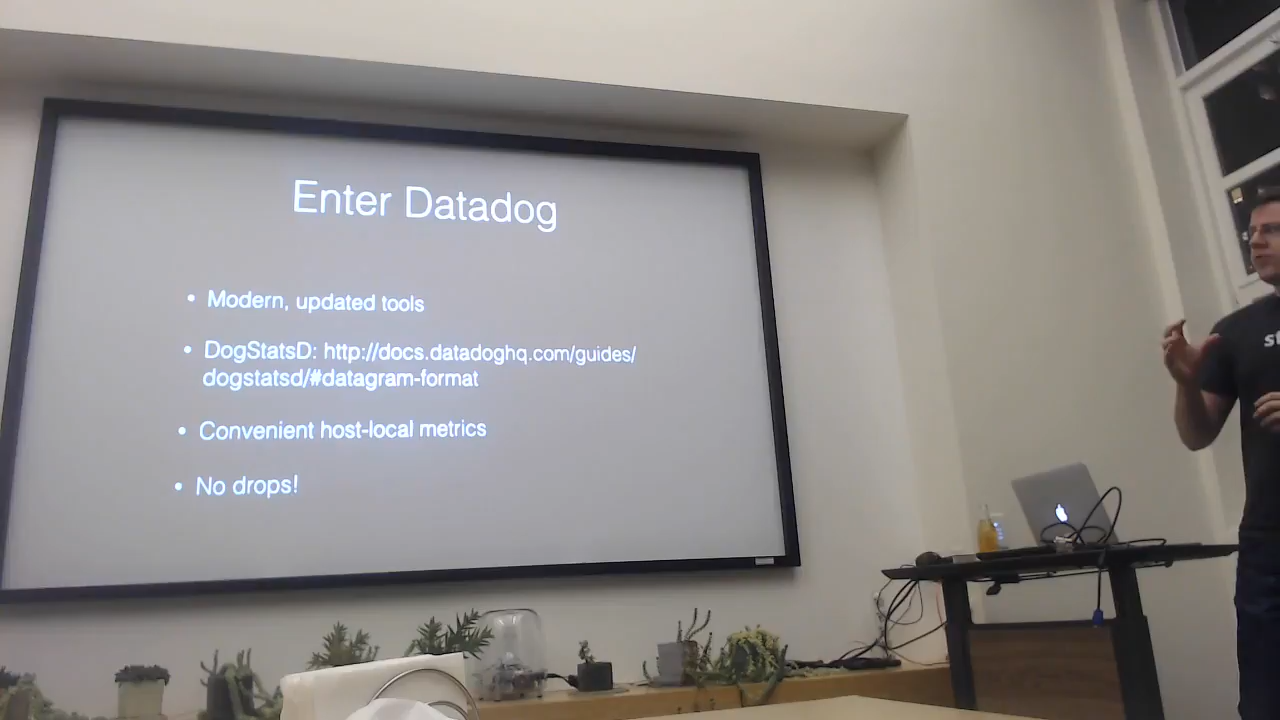 Enter Datadog
• Modern, updated tools
• DogStatsD: http://docs.datadoghq.com/guides/
dogstatsd/#datagram-format
• Convenient host-local metrics
• No drops!
st